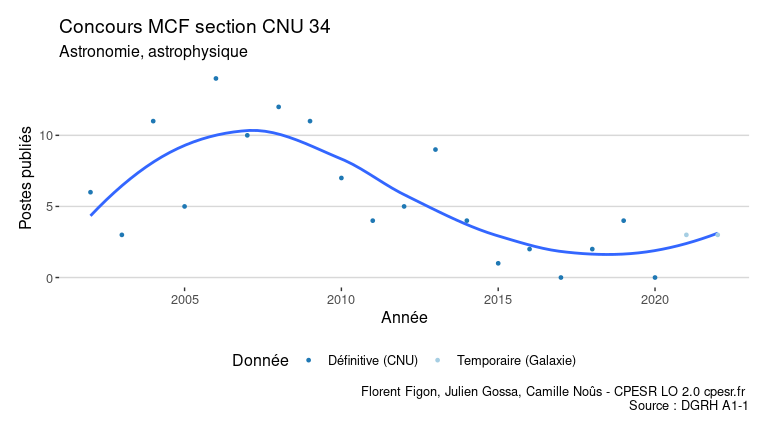 Concours MCF section CNU 34
Astronomie, astrophysique
Postes publiés
10
5
0
2005
2010
2015
2020
Année
Donnée
Définitive (CNU)
Temporaire (Galaxie)
Florent Figon, Julien Gossa, Camille Noûs - CPESR LO 2.0 cpesr.fr
Source : DGRH A1-1